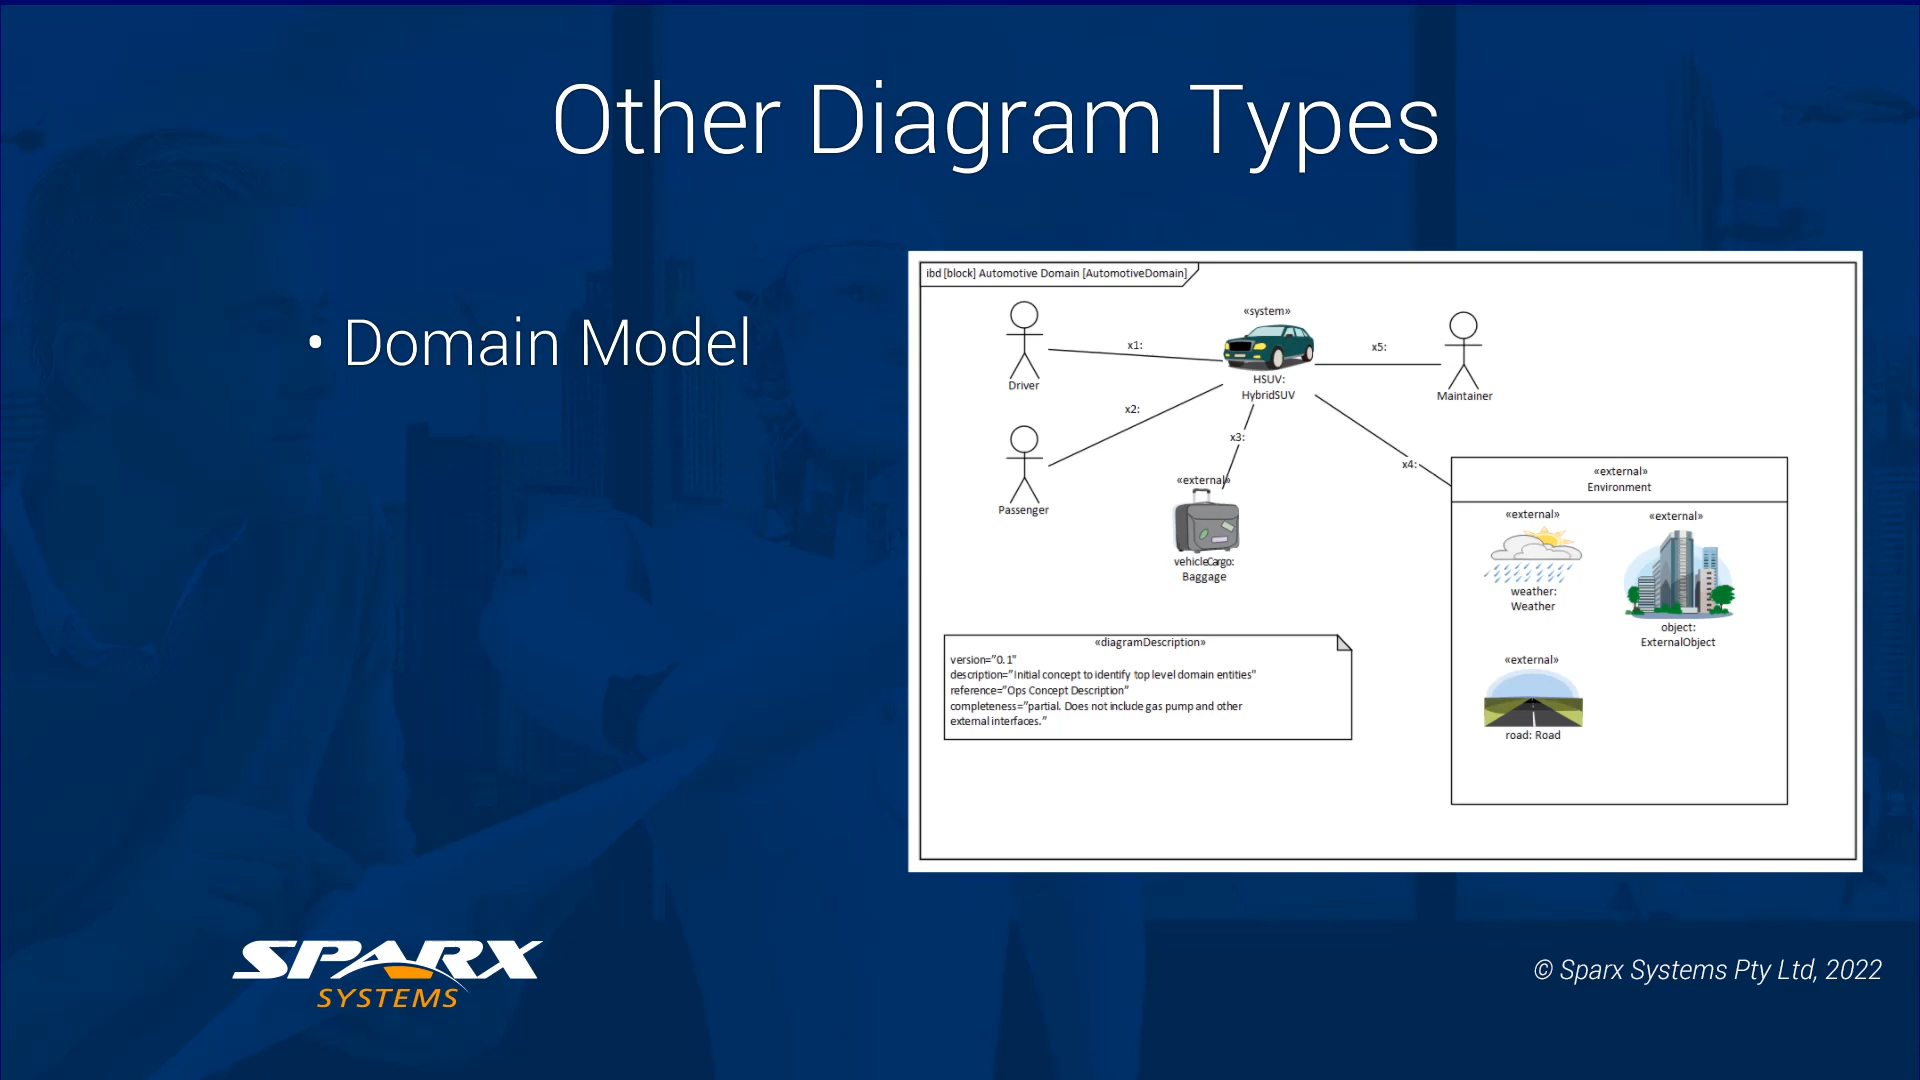 Other Diagram Types
• Domain Model
ibd [block] Automotive Domain [AutomotiveDomain]
Driver
x1:
«system»
HSUV:
HybridSUV
x5:
Maintainer
x2:
Passenger
x3:
«external»
vehicleCargo:
Baggage
x4:
«external»
Environment
«external»
weather:
Weather
«external»
object:
ExternalObject
«external»
road: Road
«diagramDescription»
version="0.1"
description="Initial concept to identify top level domain entities"
reference="Ops Concept Description"
completeness="partial. Does not include gas pump and other
external interfaces."
SPARX
SYSTEMS
© Sparx Systems Pty Ltd, 2022